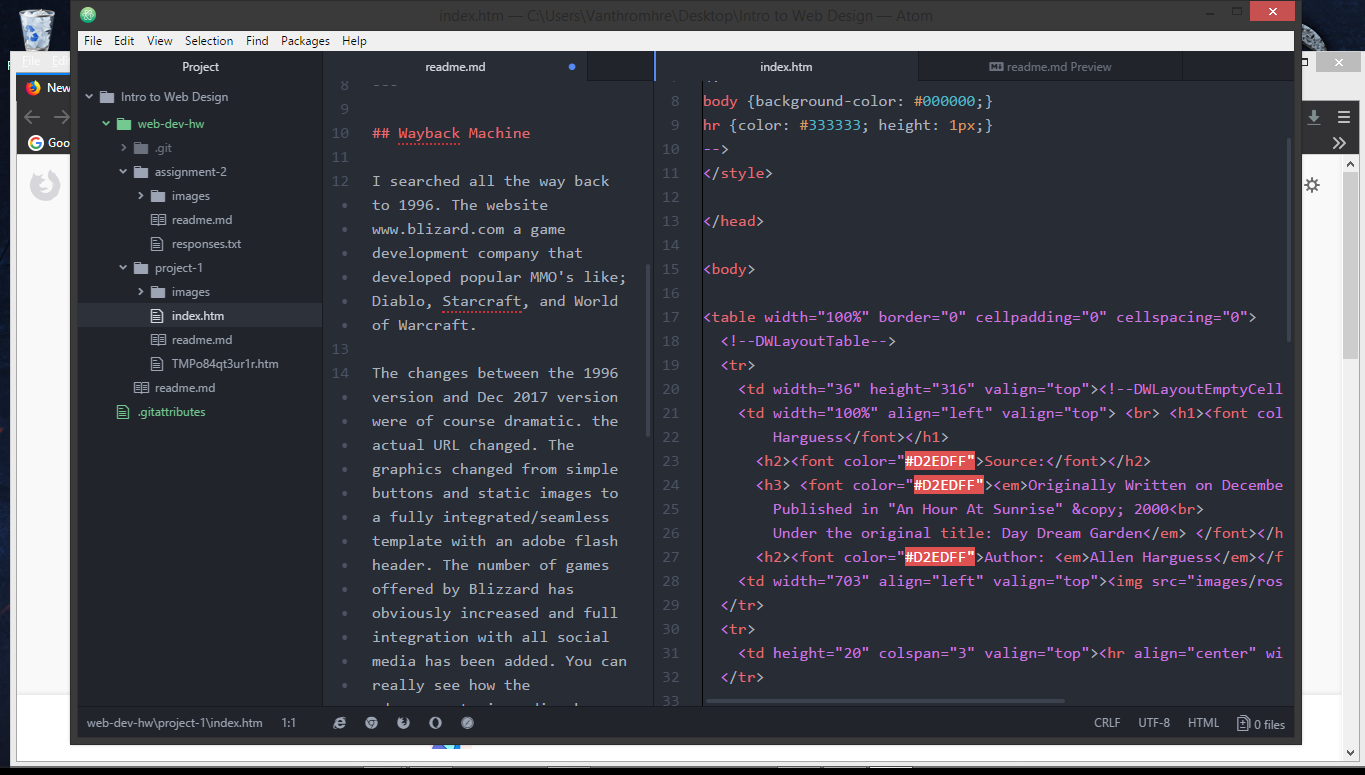 index.htm — C:\Users\Vanthromhre\Desktop\Intro to Web Design — Atom
File Edit View Selection Find Packages Help
File
New
Goo
Project
Intro to Web Design
web-dev-hw
.git
assignment-2
images
readme.md
responses.txt
project-1
images
index.htm
readme.md
TMPo84qt3ur1r.htm
readme.md
.gitattributes
readme.md
8 ---
9
10 ## Wayback Machine
11
12 I searched all the way back
to 1996. The website
www.blizard.com a game
development company that
developed popular MMO's like;
Diablo, Starcraft, and World
of Warcraft.
13
14 The changes between the 1996
version and Dec 2017 version
were of course dramatic. the
actual URL changed. The
graphics changed from simple
buttons and static images to
a fully integrated/seamless
template with an adobe flash
header. The number of games
offered by Blizzard has
obviously increased and full
integration with all social
media has been added. You can
really see how the
index.htm
readme.md Preview
8 body {background-color: #000000;}
9 hr {color: #333333; height: 1px;}
10 -->
11 </style>
12
13 </head>
14
15 <body>
16
17 <table width="100%" border="0" cellpadding="0" cellspacing="0">
18 <!--DWLayoutTable-->
19 <tr>
20 <td width="36" height="316" valign="top"><!--DWLayoutEmptyCell
21 <td width="100%" align="left" valign="top"> <br> <h1><font col
22 Harguess</font></h1>
23 <h2><font color="#D2EDFF">Source:</font></h2>
24 <h3> <font color="#D2EDFF"><em>Originally Written on Decembe
25 Published in "An Hour At Sunrise" &copy; 2000<br>
26 Under the original title: Day Dream Garden</em> </font></h
27 <h2><font color="#D2EDFF">Author: <em>Allen Harguess</em></f
28 <td width="703" align="left" valign="top"><img src="images/ros
29 </tr>
30 <tr>
31 <td height="20" colspan="3" valign="top"><hr align="center" wi
32 </tr>
33
web-dev-hw\project-1\index.htm 1:1
CRLF UTF-8 HTML 0 files